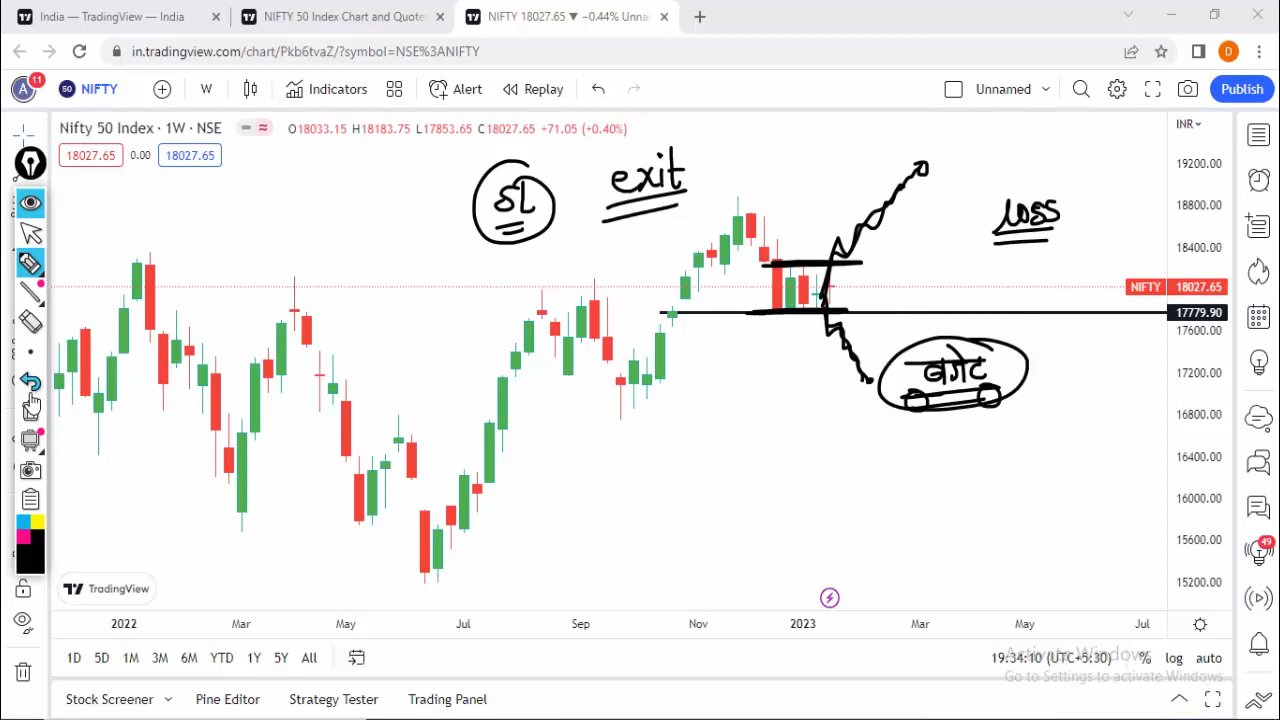 India — TradingView — India
NIFTY 50 Index Chart and Quote
NIFTY 18027.65 ▼ −0.44% Unna
in.tradingview.com/chart/Pkb6tvaZ/?symbol=NSE%3ANIFTY
D
A
11
50 NIFTY
W
Indicators
Alert
Replay
Unnamed
Publish
Nifty 50 Index · 1W · NSE
O18033.15 H18183.75 L17853.65 C18027.65 +71.05 (+0.40%)
INR
18027.65 0.00 18027.65
SL
exit
loss
19200.00
18800.00
18400.00
NIFTY 18027.65
17779.90
17600.00
17200.00
16800.00
16400.00
16000.00
15600.00
15200.00
49
TradingView
2022 Mar May Jul Sep Nov 2023 Mar May Jul
1D 5D 1M 3M 6M YTD 1Y 5Y All
19:34:10 (UTC+5:30) % log auto
Activate Windows
Go to Settings to activate Windows.
Stock Screener
Pine Editor
Strategy Tester
Trading Panel